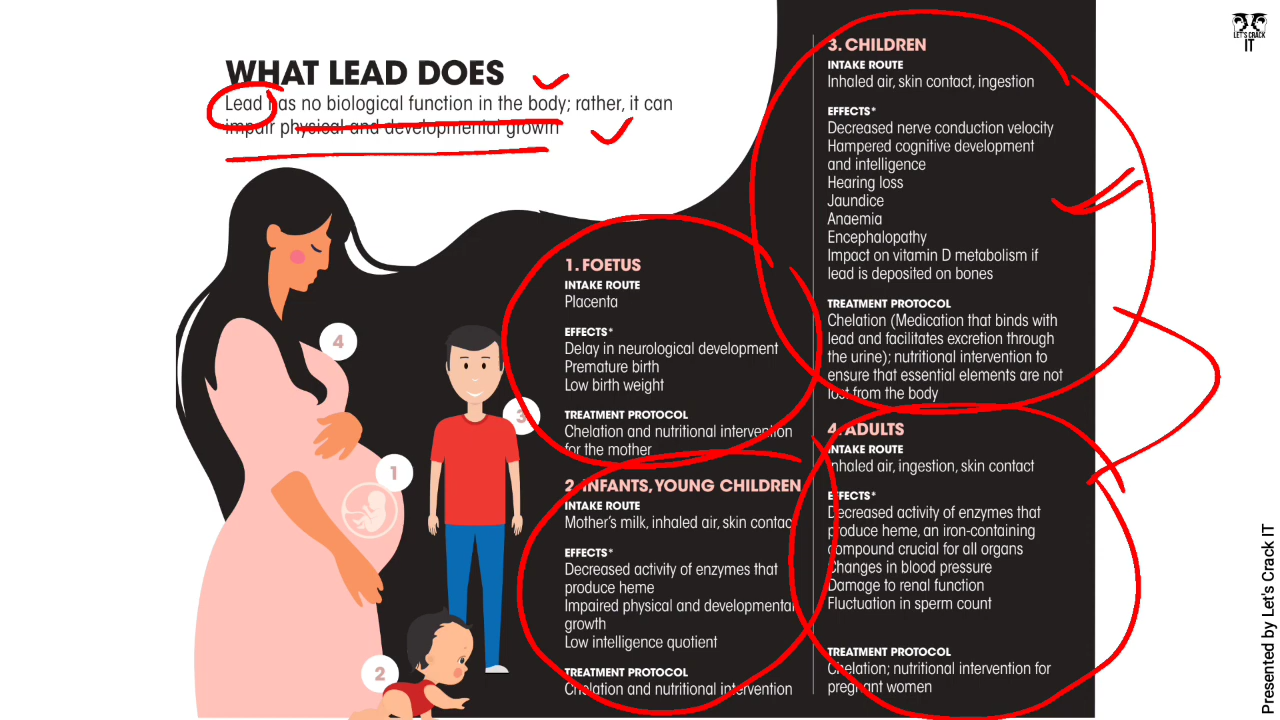 WHAT LEAD DOES
Lead has no biological function in the body; rather, it can
impair physical and developmental growth
4
1
3
2
1. FOETUS
INTAKE ROUTE
Placenta
EFFECTS*
Delay in neurological development
Premature birth
Low birth weight
TREATMENT PROTOCOL
Chelation and nutritional intervention
for the mother
2. INFANTS, YOUNG CHILDREN
INTAKE ROUTE
Mother's milk, inhaled air, skin contact
EFFECTS*
Decreased activity of enzymes that
produce heme
Impaired physical and developmental
growth
Low intelligence quotient
TREATMENT PROTOCOL
Chelation and nutritional intervention
3. CHILDREN
INTAKE ROUTE
Inhaled air, skin contact, ingestion
EFFECTS*
Decreased nerve conduction velocity
Hampered cognitive development
and intelligence
Hearing loss
Jaundice
Anaemia
Encephalopathy
Impact on vitamin D metabolism if
lead is deposited on bones
TREATMENT PROTOCOL
Chelation (Medication that binds with
lead and facilitates excretion through
the urine); nutritional intervention to
ensure that essential elements are not
lost from the body
4. ADULTS
INTAKE ROUTE
Inhaled air, ingestion, skin contact
EFFECTS*
Decreased activity of enzymes that
produce heme, an iron-containing
compound crucial for all organs
Changes in blood pressure
Damage to renal function
Fluctuation in sperm count
TREATMENT PROTOCOL
Chelation; nutritional intervention for
pregnant women
LET'S CRACK
IT
Presented by Let's Crack IT